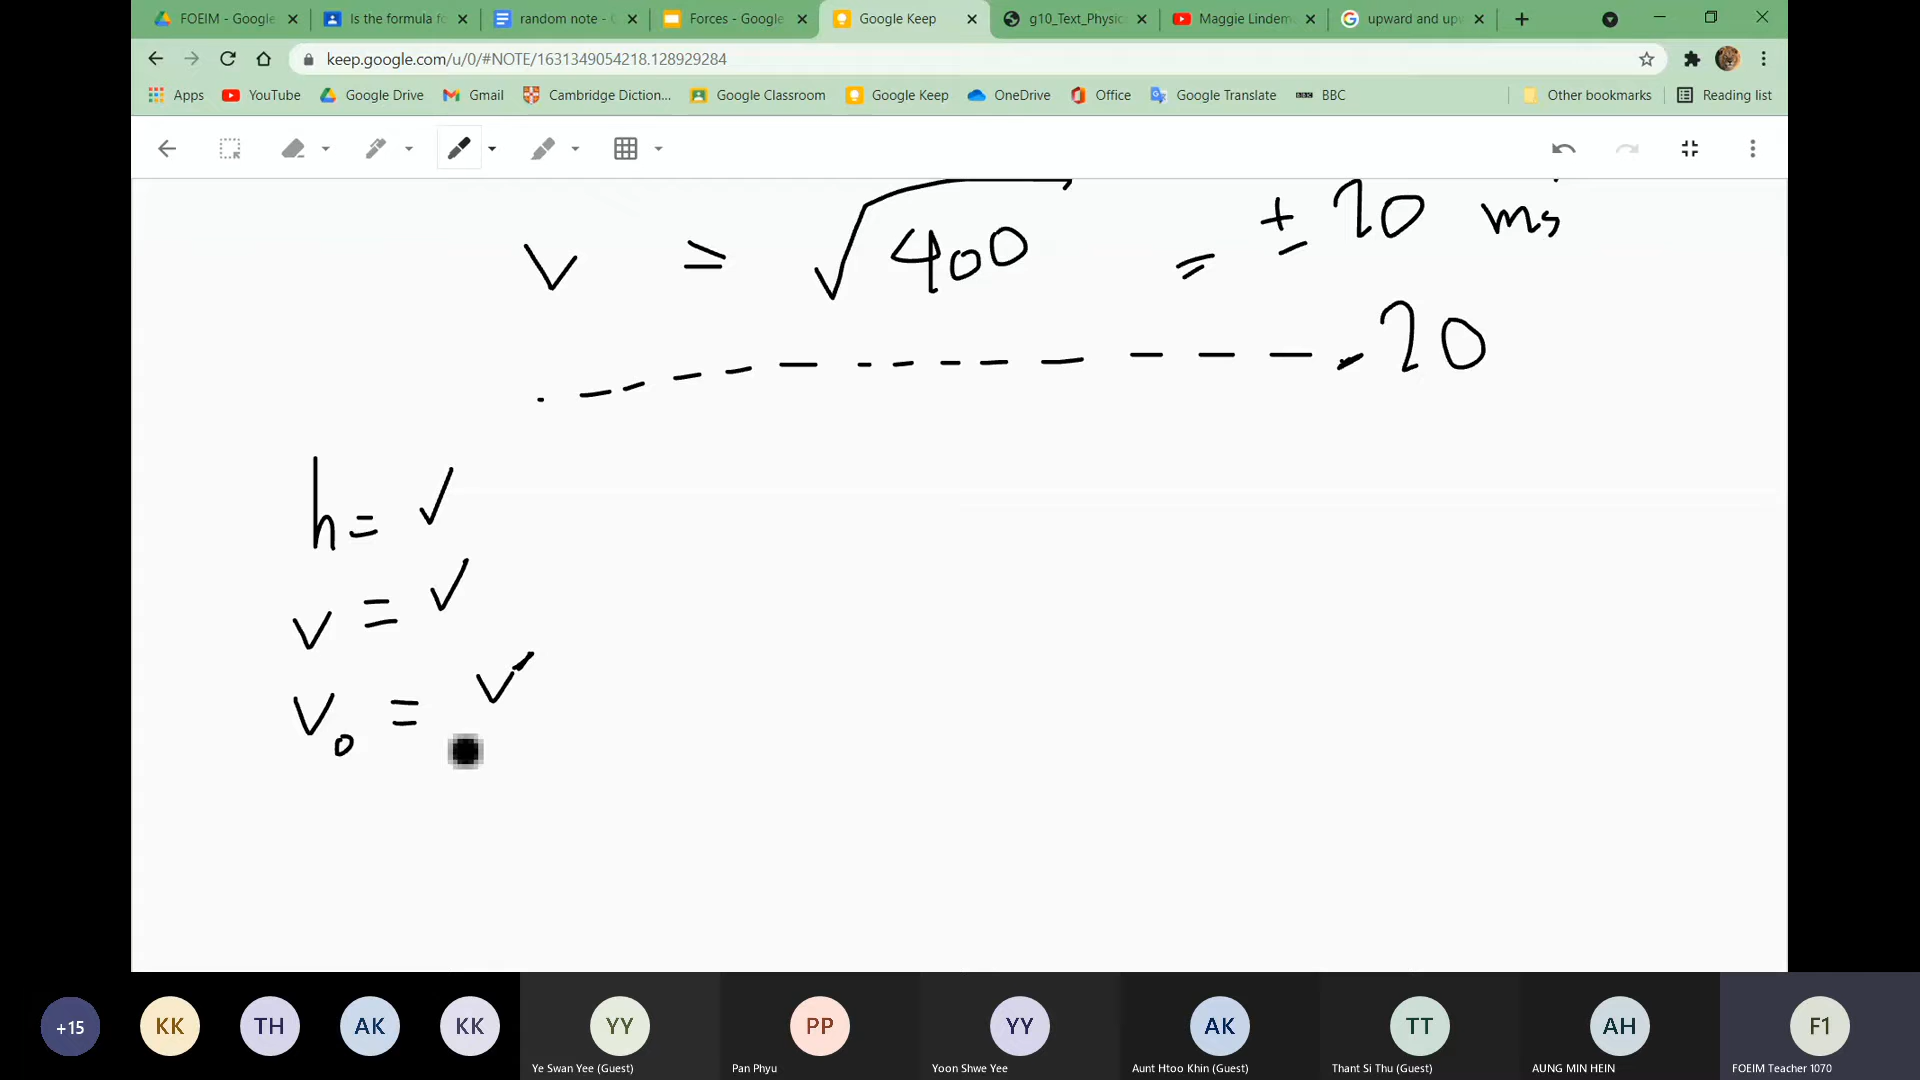 FOEIM - Google
Is the formula fo
random note - G
Forces - Google
Google Keep
g10_Text_Physic
Maggie Lindem
upward and upw
keep.google.com/u/0/#NOTE/1631349054218.128929284
Apps
YouTube
Google Drive
Gmail
Cambridge Diction...
Google Classroom
Google Keep
OneDrive
Office
Google Translate
BBC
Other bookmarks
Reading list
v = √400 = ± 20 ms
- 20
h = ✓
v = ✓
v₀ = ✓
+15
KK
TH
AK
KK
YY
PP
YY
AK
TT
AH
F1
Ye Swan Yee (Guest)
Pan Phyu
Yoon Shwe Yee
Aunt Htoo Khin (Guest)
Thant Si Thu (Guest)
AUNG MIN HEIN
FOEIM Teacher 1070